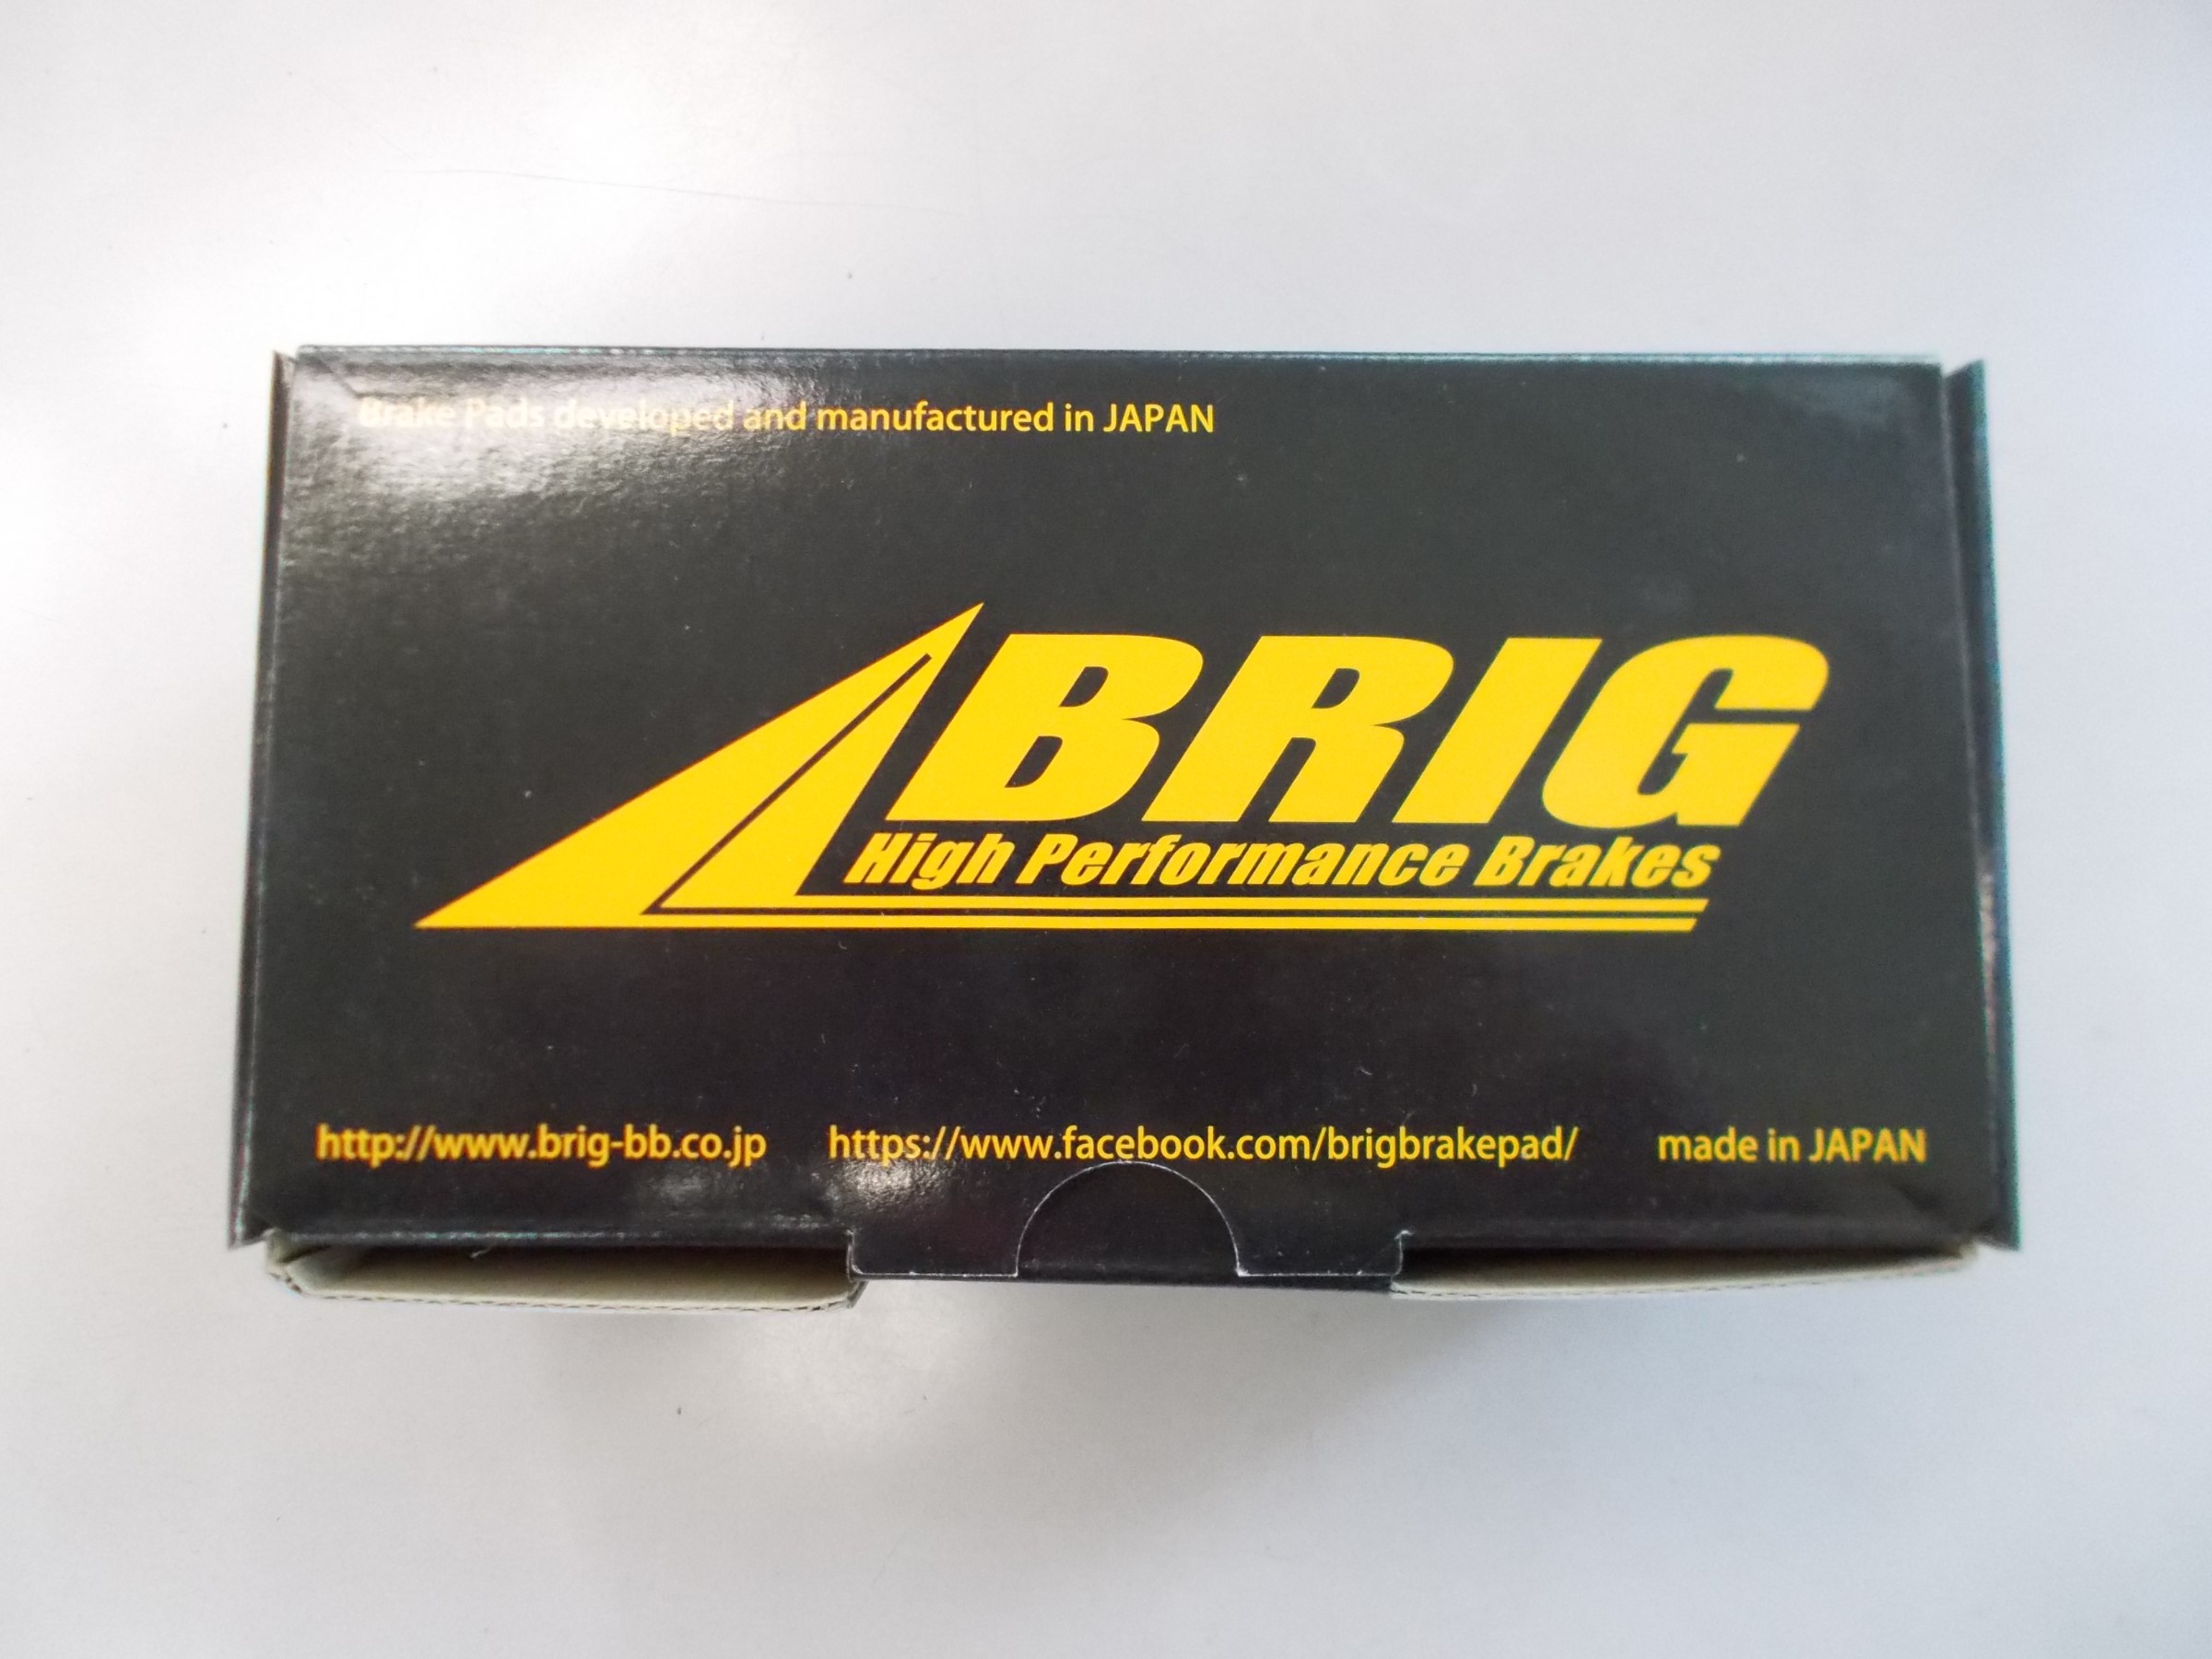 Brake Pads developed and manufactured in JAPAN
BRIG
High Performance Brakes
http://www.brig-bb.co.jp https://www.facebook.com/brigbrakepad/ made in JAPAN